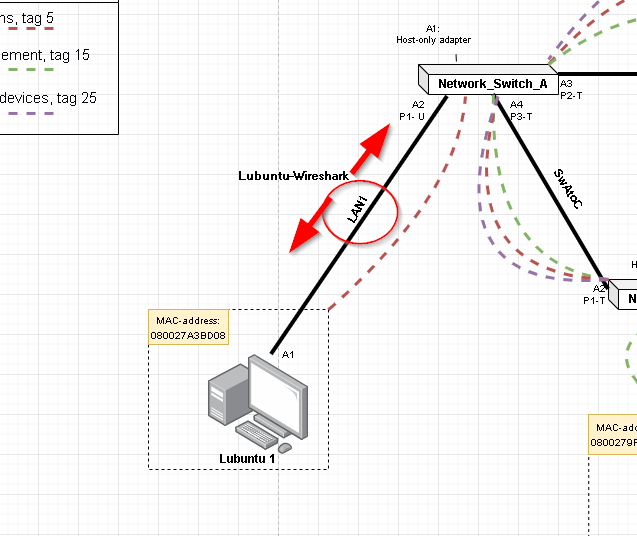 ns, tag 5
ement, tag 15
devices, tag 25
A1:
Host-only adapter
Network_Switch_A
A3
P2-T
A2
P1- U
A4
P3-T
Lubuntu-Wireshark
LAN1
SwAtoC
H
A2
P1-T
N
MAC-address:
080027A3BD08
A1
Lubuntu 1
MAC-add
0800279F